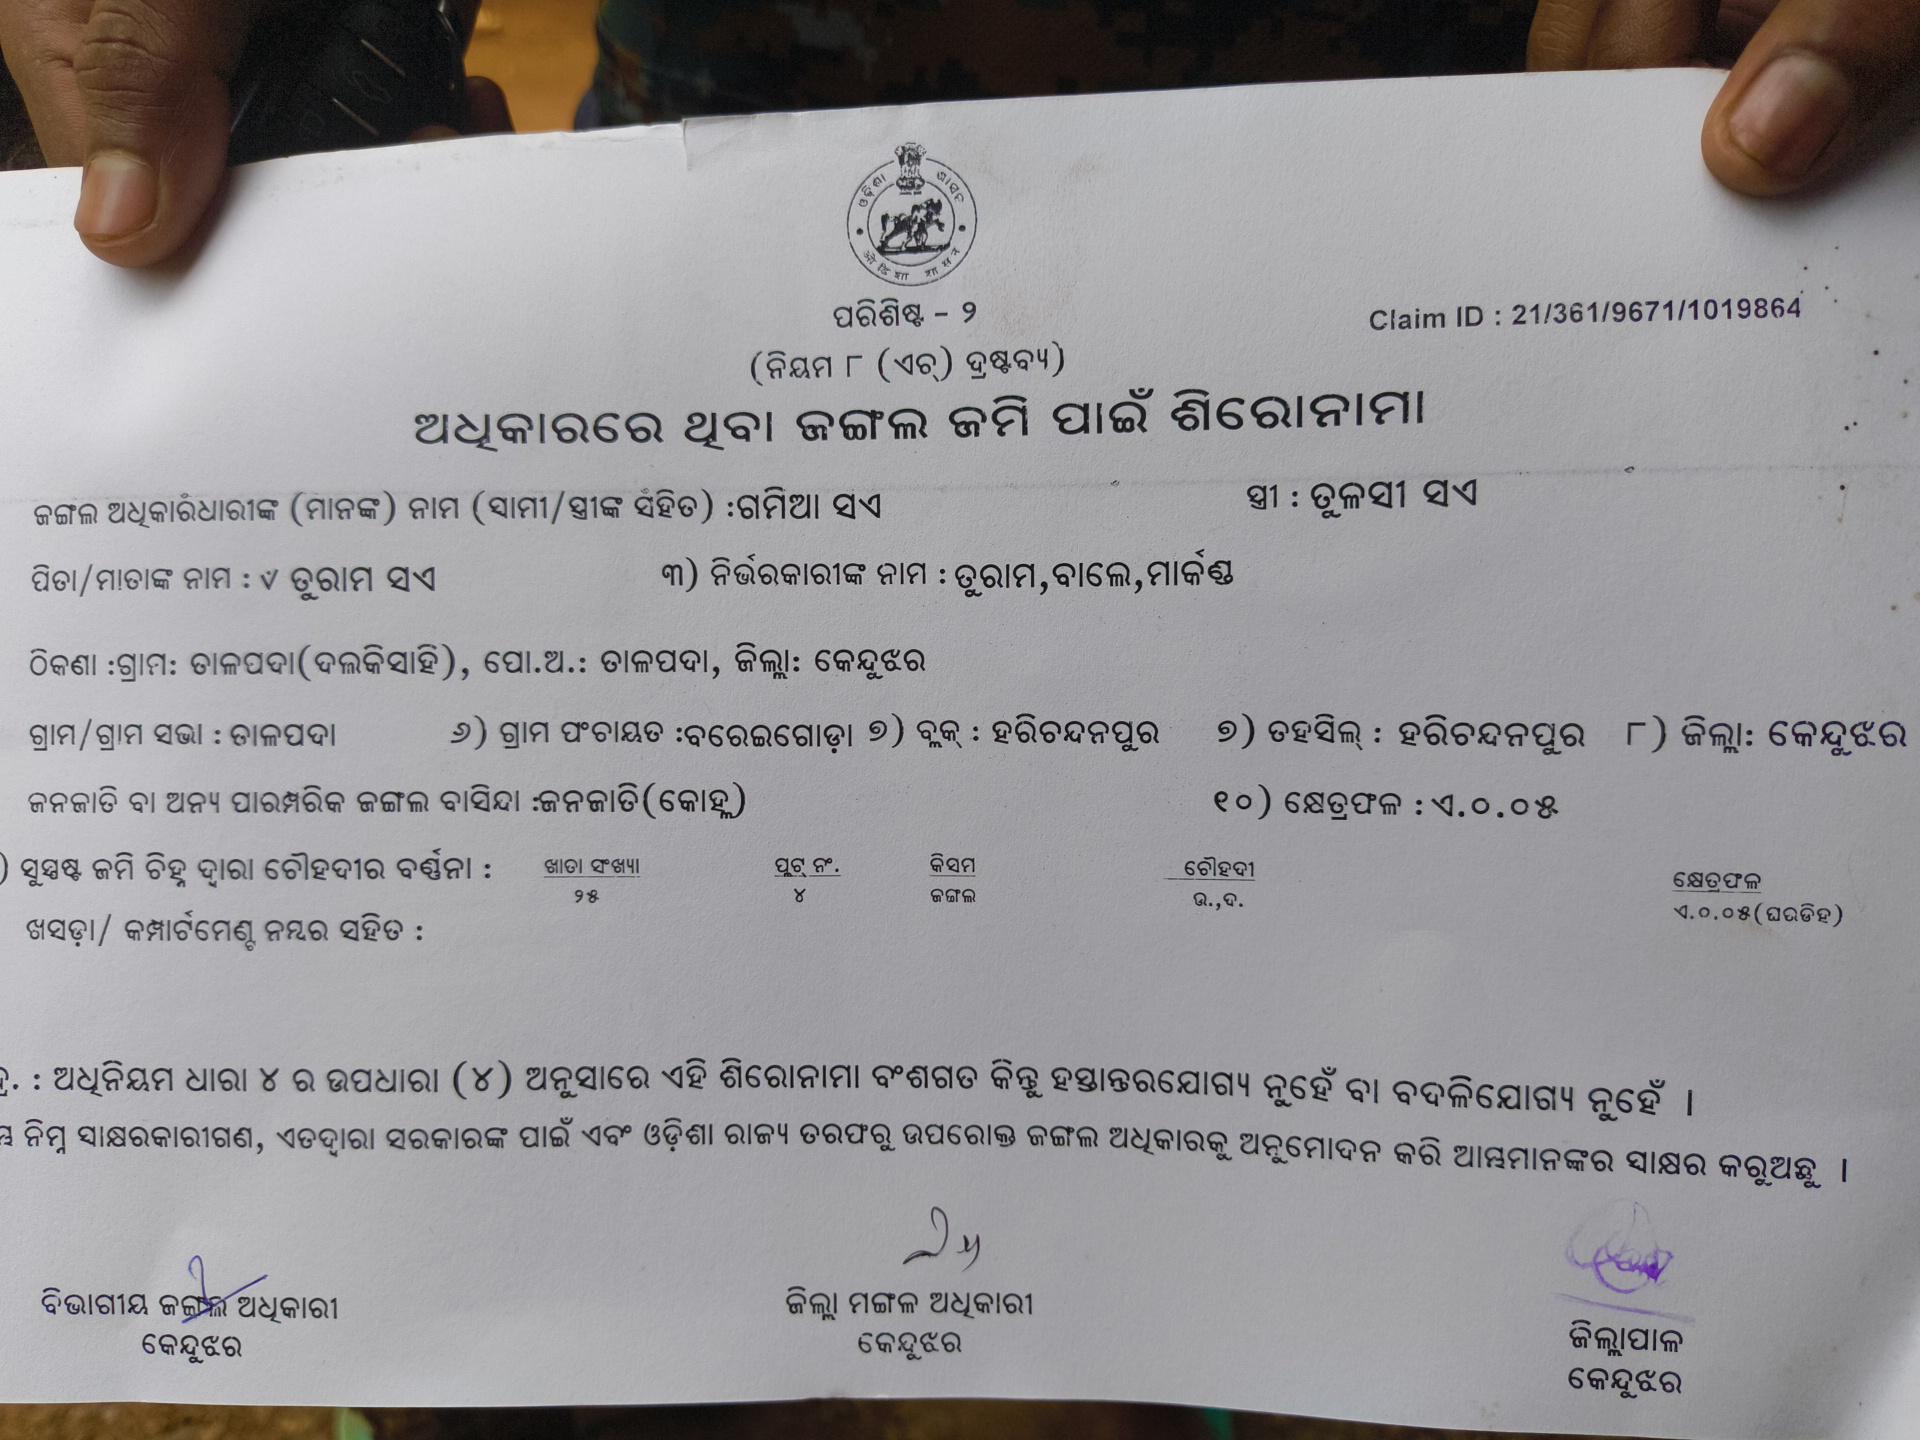 ଓଡ଼ିଶା ଶାସନ
ओडिशा शासन
ପରିଶିଷ୍ଟ - ୨
Claim ID : 21/361/9671/1019864
(ନିୟମ ୮ (ଏଚ୍) ଦ୍ରଷ୍ଟବ୍ୟ)
ଅଧିକାରରେ ଥିବା ଜଙ୍ଗଲ ଜମି ପାଇଁ ଶିରୋନାମା
ଜଙ୍ଗଲ ଅଧିକାରଧାରୀଙ୍କ (ମାନଙ୍କ) ନାମ (ସାମୀ/ସ୍ତ୍ରୀଙ୍କ ସହିତ) :ଗମିଆ ସଏ ସ୍ତ୍ରୀ : ତୁଳସୀ ସଏ
ପିତା/ମାତାଙ୍କ ନାମ : ତୁରାମ ସଏ ୩) ନିର୍ଭରକାରୀଙ୍କ ନାମ : ତୁରାମ,ବାଲେ,ମାର୍କଣ୍ଡ
ଠିକଣା :ଗ୍ରାମ: ତାଳପଦା(ଦଲକିସାହି), ପୋ.ଅ.: ତାଳପଦା, ଜିଲ୍ଲା: କେନ୍ଦୁଝର
ଗ୍ରାମ/ଗ୍ରାମ ସଭା : ତାଳପଦା ୬) ଗ୍ରାମ ପଂଚାୟତ :ବରେଇଗୋଡ଼ା ୭) ବ୍ଲକ୍ : ହରିଚନ୍ଦନପୁର ୭) ତହସିଲ୍ : ହରିଚନ୍ଦନପୁର ୮) ଜିଲ୍ଲା: କେନ୍ଦୁଝର
ଜନଜାତି ବା ଅନ୍ୟ ପାରମ୍ପରିକ ଜଙ୍ଗଲ ବାସିନ୍ଦା :ଜନଜାତି(କୋହ୍ଲ) ୧୦) କ୍ଷେତ୍ରଫଳ : ଏ.୦.୦୫
) ସୁସ୍ପଷ୍ଟ ଜମି ଚିହ୍ନ ଦ୍ୱାରା ଚୌହଦୀର ବର୍ଣ୍ଣନା : ଖାତା ସଂଖ୍ୟା ପ୍ଲଟ୍ ନଂ. କିସମ ଚୌହଦୀ କ୍ଷେତ୍ରଫଳ
୨୫ ୪ ଜଙ୍ଗଲ ଉ.,ଦ. ଏ.୦.୦୫(ଘରଡିହ)
ଖସଡ଼ା/ କମ୍ପାର୍ଟମେଣ୍ଟ ନମ୍ବର ସହିତ :
: ଅଧିନିୟମ ଧାରା ୪ ର ଉପଧାରା (୪) ଅନୁସାରେ ଏହି ଶିରୋନାମା ବଂଶଗତ କିନ୍ତୁ ହସ୍ତାନ୍ତରଯୋଗ୍ୟ ନୁହେଁ ବା ବଦଳିଯୋଗ୍ୟ ନୁହେଁ ।
ନିମ୍ନ ସାକ୍ଷରକାରୀଗଣ, ଏତଦ୍ଦ୍ୱାରା ସରକାରଙ୍କ ପାଇଁ ଏବଂ ଓଡ଼ିଶା ରାଜ୍ୟ ତରଫରୁ ଉପରୋକ୍ତ ଜଙ୍ଗଲ ଅଧିକାରକୁ ଅନୁମୋଦନ କରି ଆମ୍ଭମାନଙ୍କର ସାକ୍ଷର କରୁଅଛୁ ।
ବିଭାଗୀୟ ଜଙ୍ଗଲ ଅଧିକାରୀ
କେନ୍ଦୁଝର
ଜିଲ୍ଲା ମଙ୍ଗଳ ଅଧିକାରୀ
କେନ୍ଦୁଝର
ଜିଲ୍ଲାପାଳ
କେନ୍ଦୁଝର